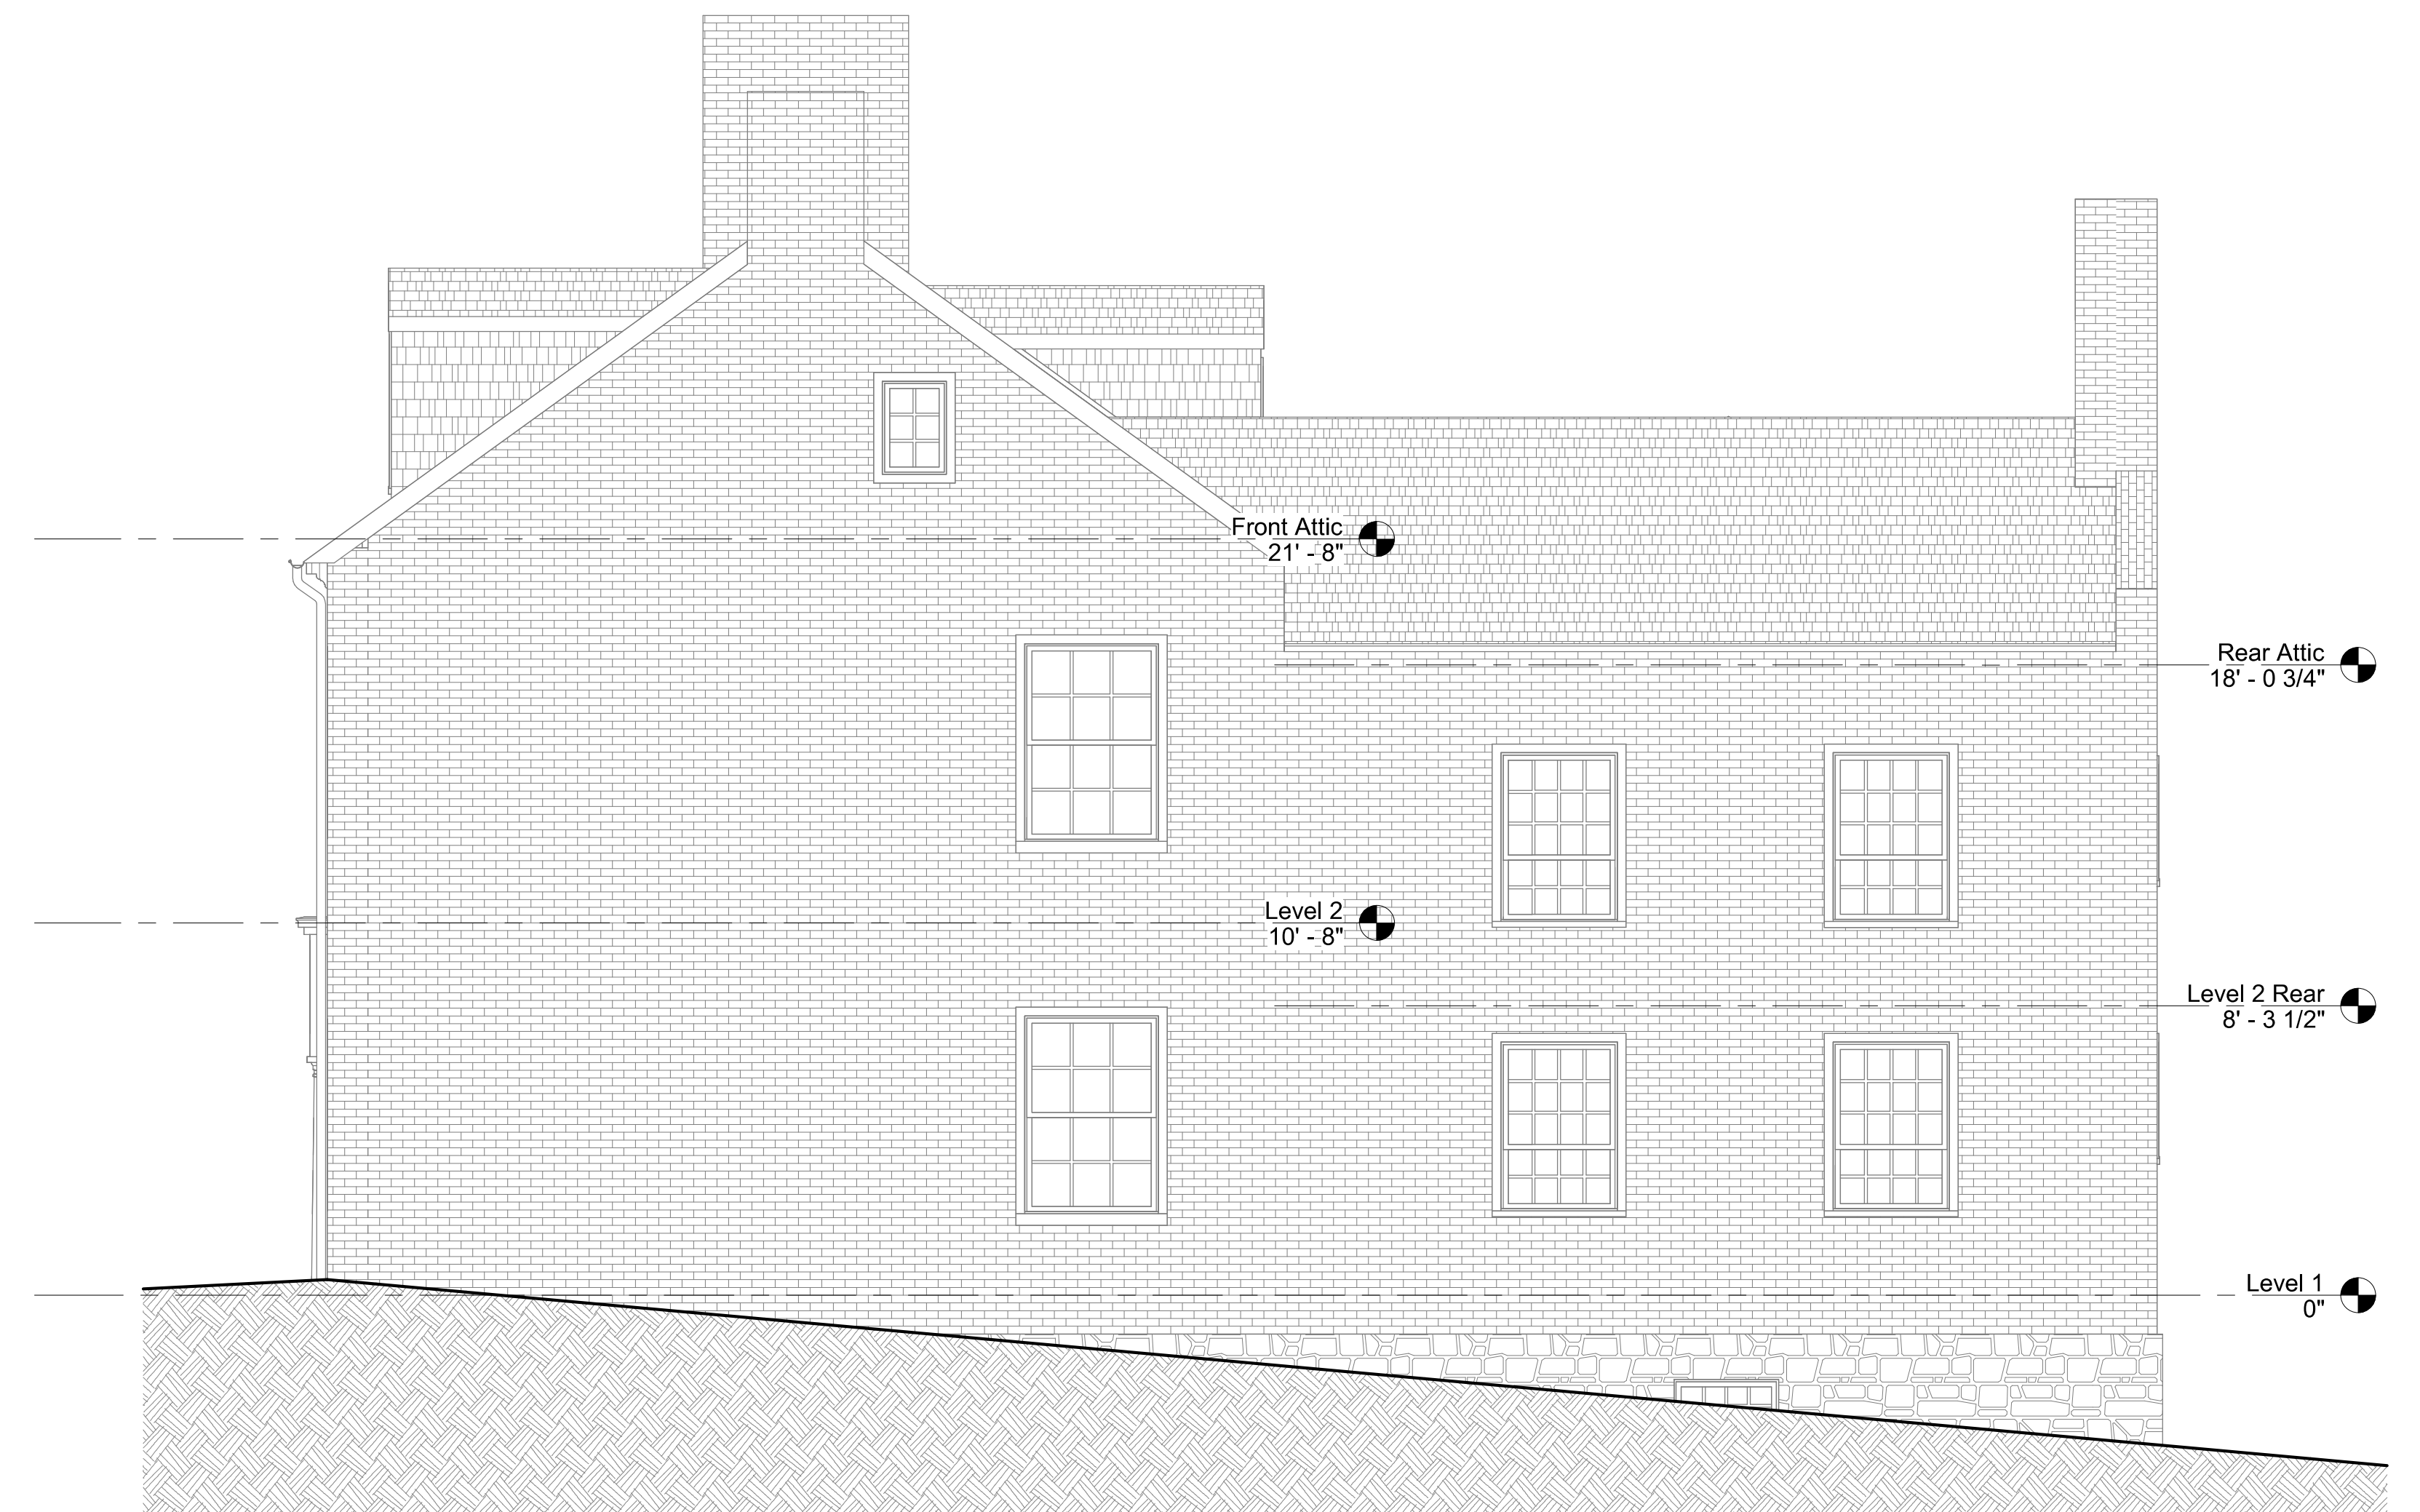 Front Attic
21' - 8"
Rear Attic
18' - 0 3/4"
Level 2
10' - 8"
Level 2 Rear
8' - 3 1/2"
Level 1
0"